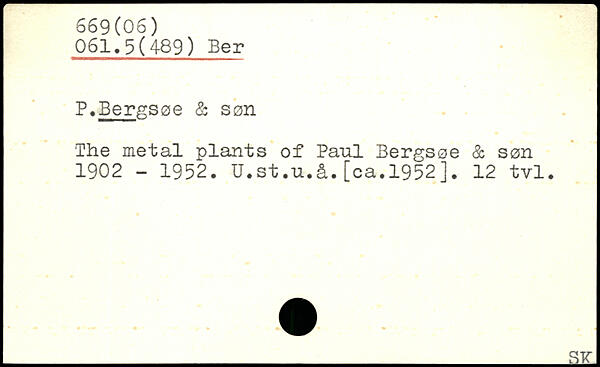 669(06)
061.5(489) Ber
P.Bergsøe & søn
The metal plants of Paul Bergsøe & søn
1902 - 1952. U.st.u.å.[ca.1952]. 12 tvl.
SK